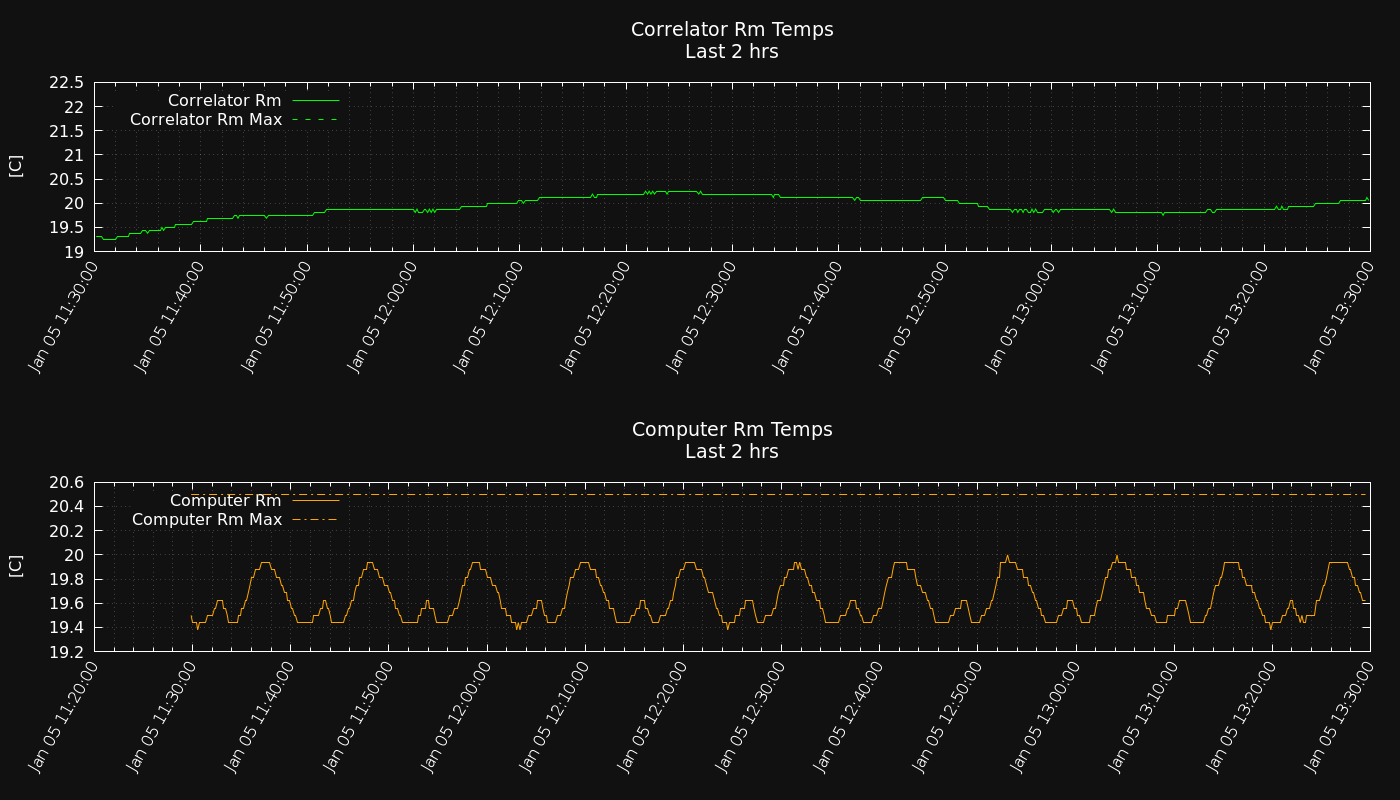 Correlator Rm Temps
Last 2 hrs
22.5
22
21.5
21
20.5
20
19.5
19
[C]
Correlator Rm
Correlator Rm Max
Jan 05 11:30:00
Jan 05 11:40:00
Jan 05 11:50:00
Jan 05 12:00:00
Jan 05 12:10:00
Jan 05 12:20:00
Jan 05 12:30:00
Jan 05 12:40:00
Jan 05 12:50:00
Jan 05 13:00:00
Jan 05 13:10:00
Jan 05 13:20:00
Jan 05 13:30:00
Computer Rm Temps
Last 2 hrs
20.6
20.4
20.2
20
19.8
19.6
19.4
19.2
[C]
Computer Rm
Computer Rm Max
Jan 05 11:20:00
Jan 05 11:30:00
Jan 05 11:40:00
Jan 05 11:50:00
Jan 05 12:00:00
Jan 05 12:10:00
Jan 05 12:20:00
Jan 05 12:30:00
Jan 05 12:40:00
Jan 05 12:50:00
Jan 05 13:00:00
Jan 05 13:10:00
Jan 05 13:20:00
Jan 05 13:30:00